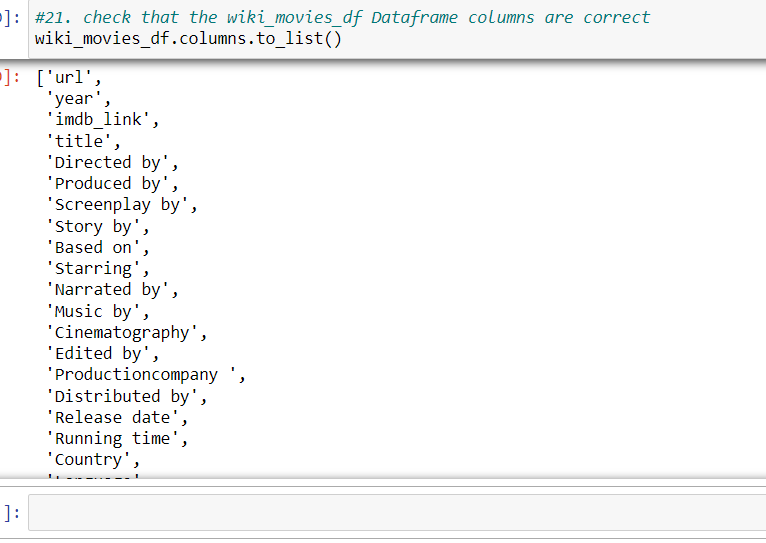 ]: #21. check that the wiki_movies_df Dataframe columns are correct
wiki_movies_df.columns.to_list()
]: ['url',
'year',
'imdb_link',
'title',
'Directed by',
'Produced by',
'Screenplay by',
'Story by',
'Based on',
'Starring',
'Narrated by',
'Music by',
'Cinematography',
'Edited by',
'Productioncompany ',
'Distributed by',
'Release date',
'Running time',
'Country',
]: